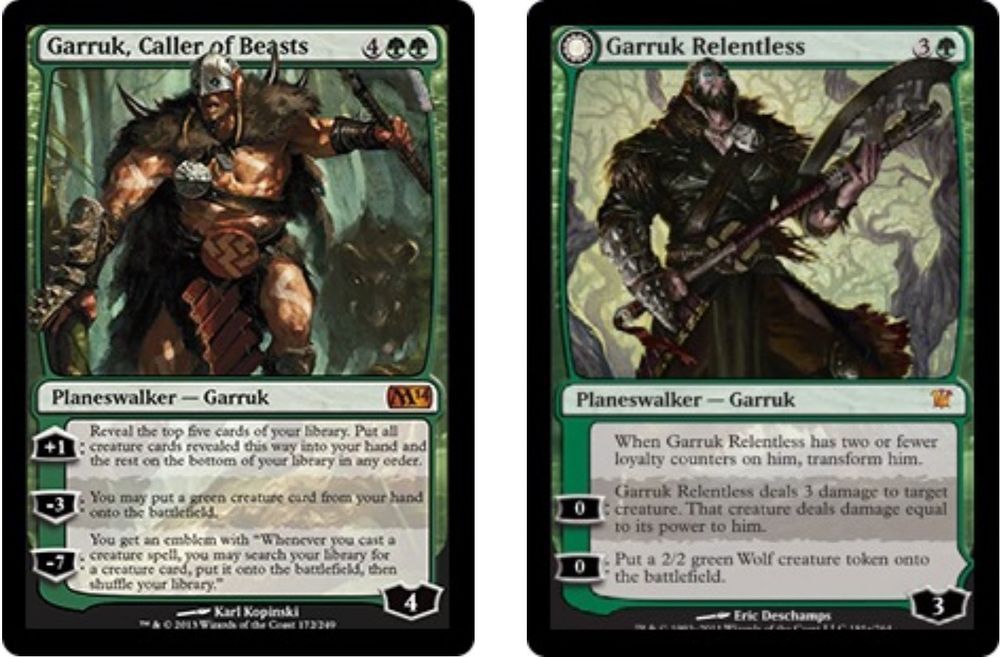 Garruk, Caller of Beasts 4
Planeswalker — Garruk M14
+1 : Reveal the top five cards of your library. Put all
creature cards revealed this way into your hand and
the rest on the bottom of your library in any order.
-3 : You may put a green creature card from your hand
onto the battlefield.
-7 : You get an emblem with “Whenever you cast a
creature spell, you may search your library for
a creature card, put it onto the battlefield, then
shuffle your library.”
4
Karl Kopinski
™ & © 2013 Wizards of the Coast 172/249
Garruk Relentless 3
Planeswalker — Garruk
When Garruk Relentless has two or fewer
loyalty counters on him, transform him.
0 : Garruk Relentless deals 3 damage to target
creature. That creature deals damage equal
to its power to him.
0 : Put a 2/2 green Wolf creature token onto
the battlefield.
3
Eric Deschamps
Wizards of the Coast LLC